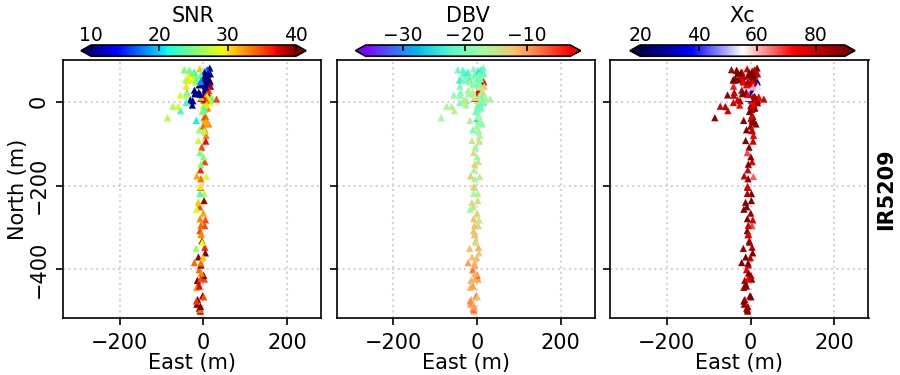 SNR DBV Xc
10 20 30 40 −30 −20 −10 20 40 60 80
0
−200
−400
North (m)
IR5209
−200 0 200 −200 0 200 −200 0 200
East (m) East (m) East (m)